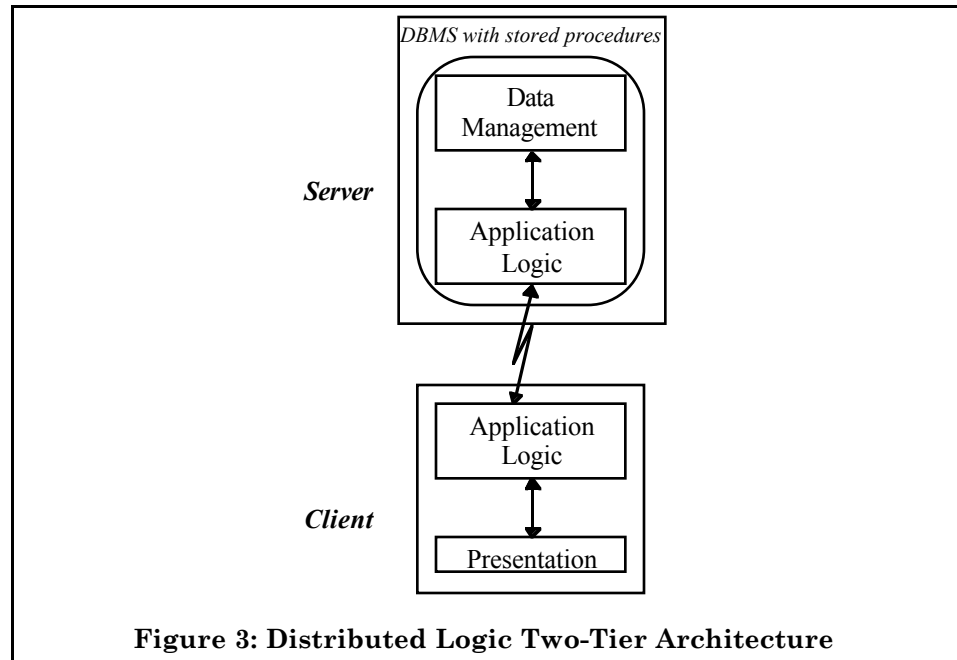 DBMS with stored procedures
Data
Management
Server
Application
Logic
Application
Logic
Client
Presentation
Figure 3: Distributed Logic Two-Tier Architecture